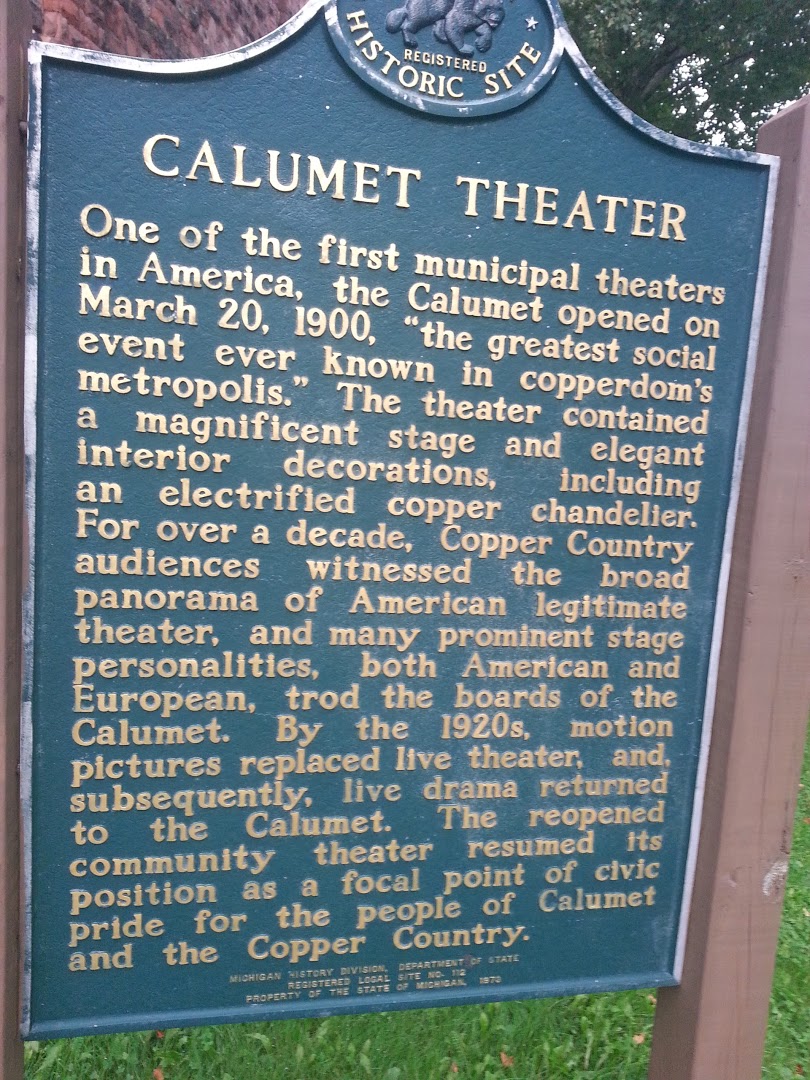 REGISTERED
HISTORIC SITE
CALUMET THEATER
One of the first municipal theaters
in America, the Calumet opened on
March 20, 1900, "the greatest social
event ever known in copperdom's
metropolis." The theater contained
a magnificent stage and elegant
interior decorations, including
an electrified copper chandelier.
For over a decade, Copper Country
audiences witnessed the broad
panorama of American legitimate
theater, and many prominent stage
personalities, both American and
European, trod the boards of the
Calumet. By the 1920s, motion
pictures replaced live theater, and,
subsequently, live drama returned
to the Calumet. The reopened
community theater resumed its
position as a focal point of civic
pride for the people of Calumet
and the Copper Country.
MICHIGAN HISTORY DIVISION, DEPARTMENT OF STATE
REGISTERED LOCAL SITE NO. 112
PROPERTY OF THE STATE OF MICHIGAN, 1973